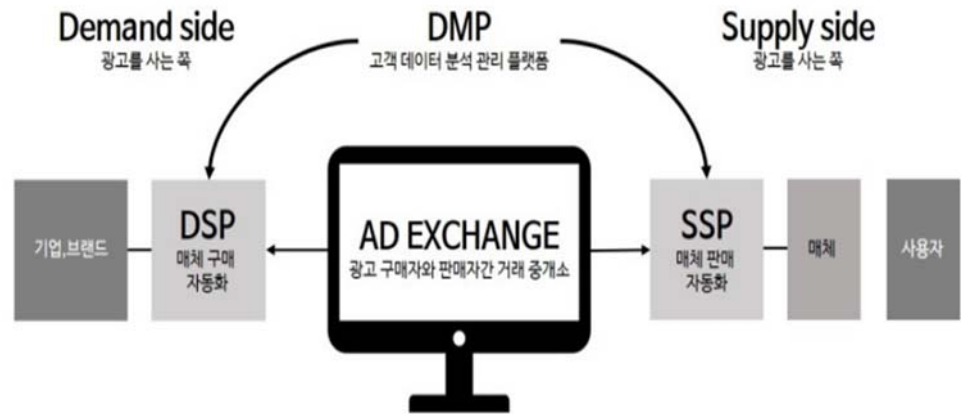 Demand side
광고를 사는 쪽
DMP
고객 데이터 분석 관리 플랫폼
Supply side
광고를 사는 쪽
기업,브랜드
DSP
매체 구매
자동화
AD EXCHANGE
광고 구매자와 판매자간 거래 중개소
SSP
매체 판매
자동화
매체
사용자